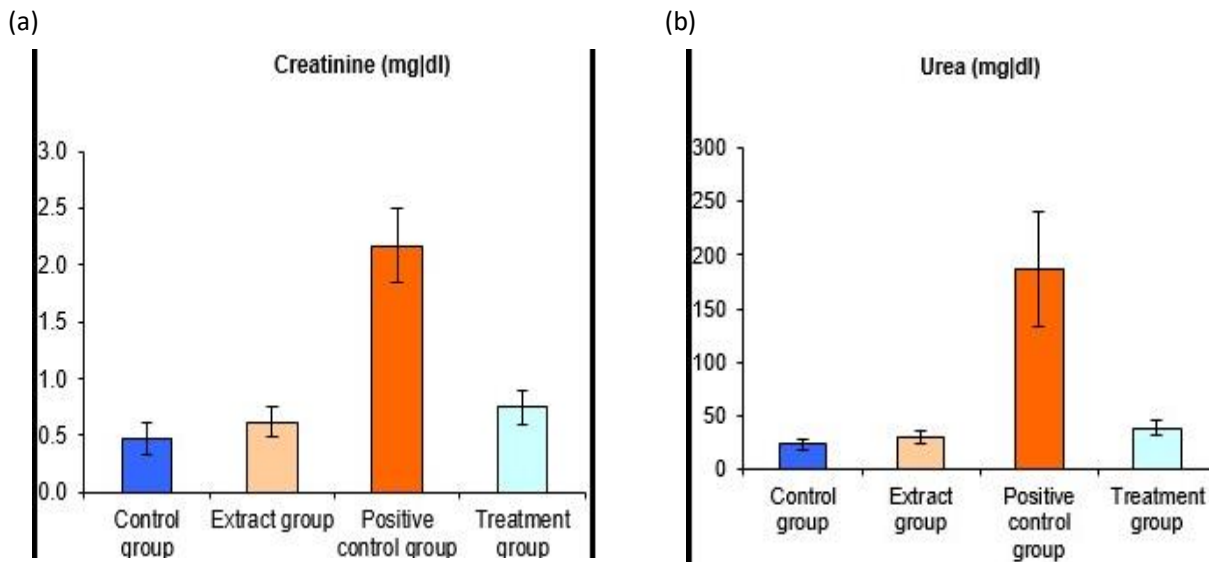 (a)
Creatinine (mg|dl)
3.0
2.5
2.0
1.5
1.0
0.5
0.0
Control
group
Extract group
Positive
control group
Treatment
group
(b)
Urea (mg|dl)
300
250
200
150
100
50
0
Control
group
Extract
group
Positive
control
group
Treatment
group